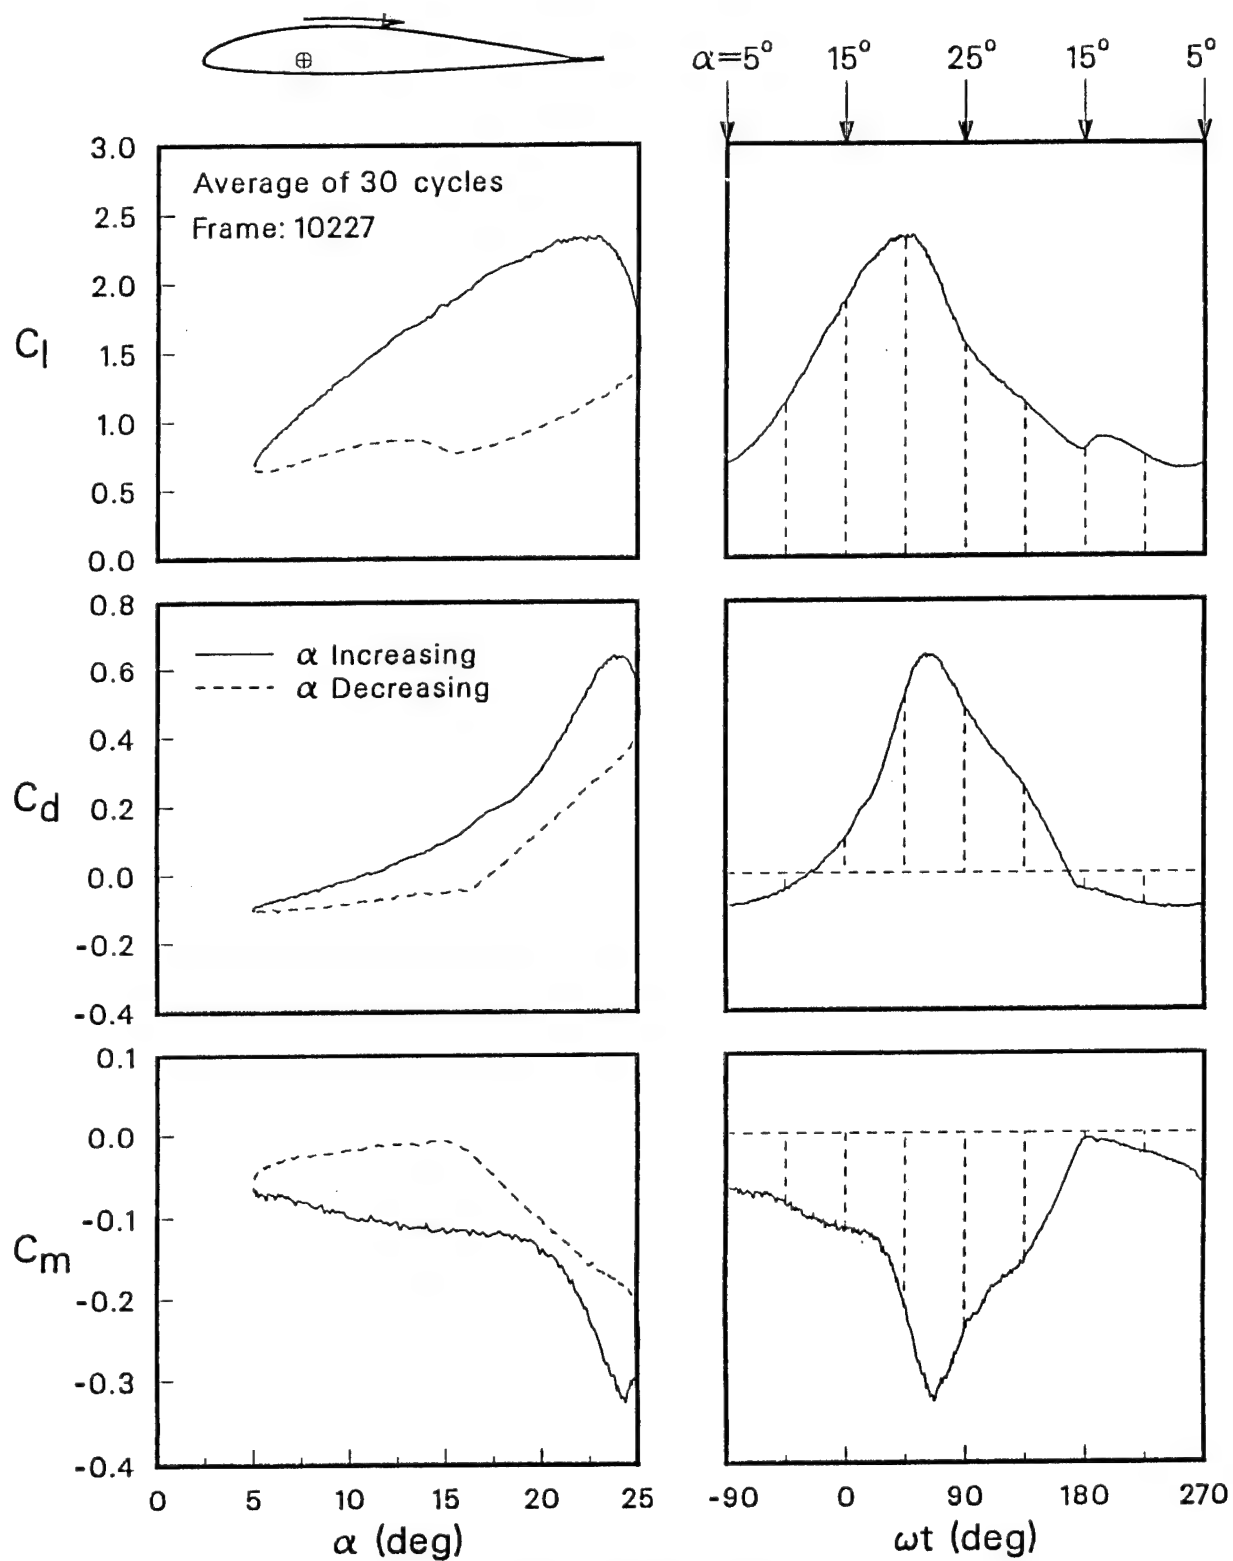 α=5° 15° 25° 15° 5°
3.0
Average of 30 cycles
2.5
Frame: 10227
2.0
Cl
1.5
1.0
0.5
0.0
0.8
α Increasing
0.6
α Decreasing
0.4
Cd
0.2
0.0
-0.2
-0.4
0.1
0.0
-0.1
Cm
-0.2
-0.3
-0.4
0 5 10 15 20 25
α (deg)
-90 0 90 180 270
ωt (deg)